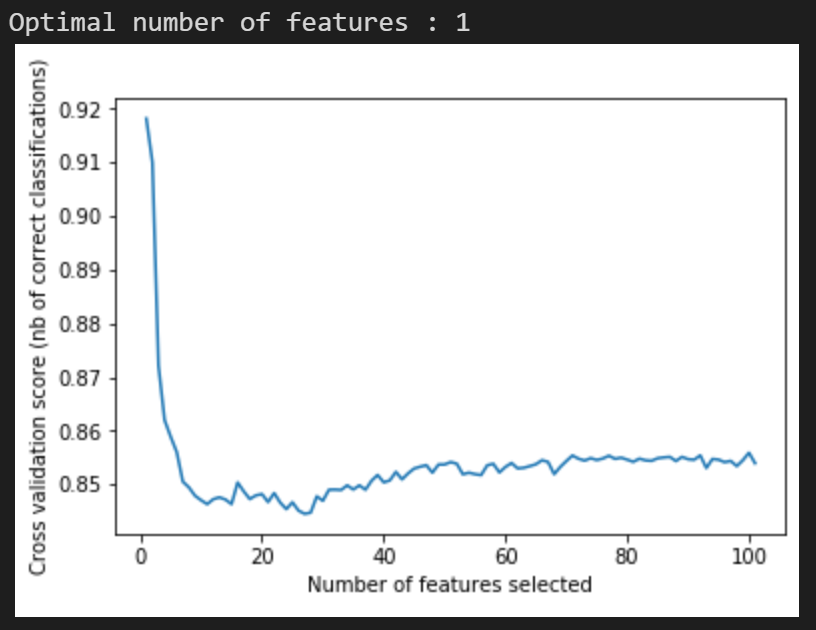 Optimal number of features : 1
Cross validation score (nb of correct classifications)
0.92
0.91
0.90
0.89
0.88
0.87
0.86
0.85
0 20 40 60 80 100
Number of features selected